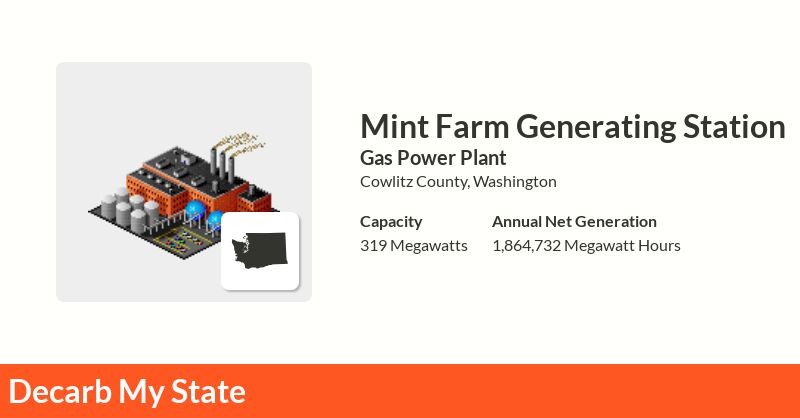 Mint Farm Generating Station
Gas Power Plant
Cowlitz County, Washington
Capacity
319 Megawatts
Annual Net Generation
1,864,732 Megawatt Hours
Decarb My State